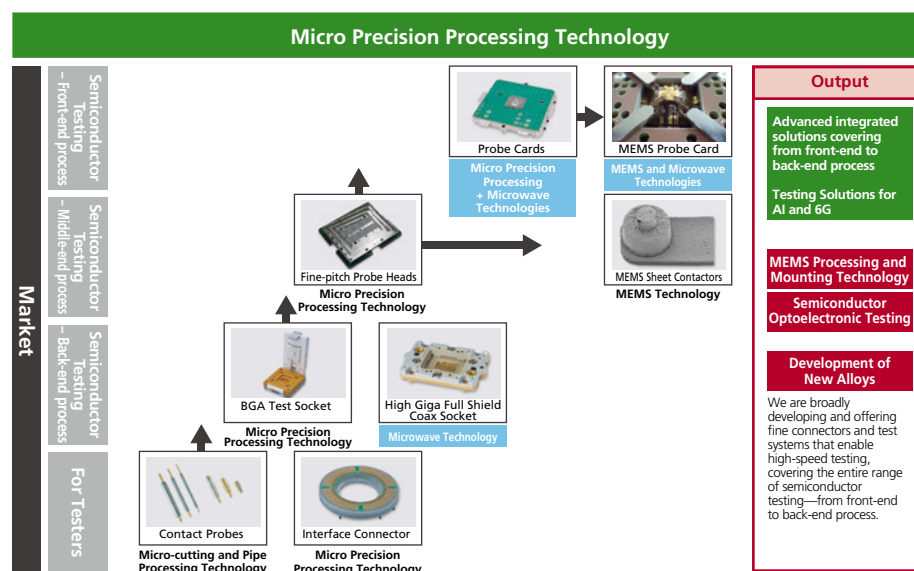 Micro Precision Processing Technology
Market
Semiconductor
Testing
– Front-end process
Semiconductor
Testing
– Middle-end process
Semiconductor
Testing
– Back-end process
For Testers
Probe Cards
Micro Precision
Processing
+ Microwave
Technologies
MEMS Probe Card
MEMS and Microwave
Technologies
Fine-pitch Probe Heads
Micro Precision
Processing Technology
MEMS Sheet Contactors
MEMS Technology
BGA Test Socket
Micro Precision
Processing Technology
High Giga Full Shield
Coax Socket
Microwave Technology
Contact Probes
Micro-cutting and Pipe
Processing Technology
Interface Connector
Micro Precision
Processing Technology
Output
Advanced integrated
solutions covering
from front-end to
back-end process
Testing Solutions for
AI and 6G
MEMS Processing and
Mounting Technology
Semiconductor
Optoelectronic Testing
Development of
New Alloys
We are broadly
developing and offering
fine connectors and test
systems that enable
high-speed testing,
covering the entire range
of semiconductor
testing—from front-end
to back-end process.